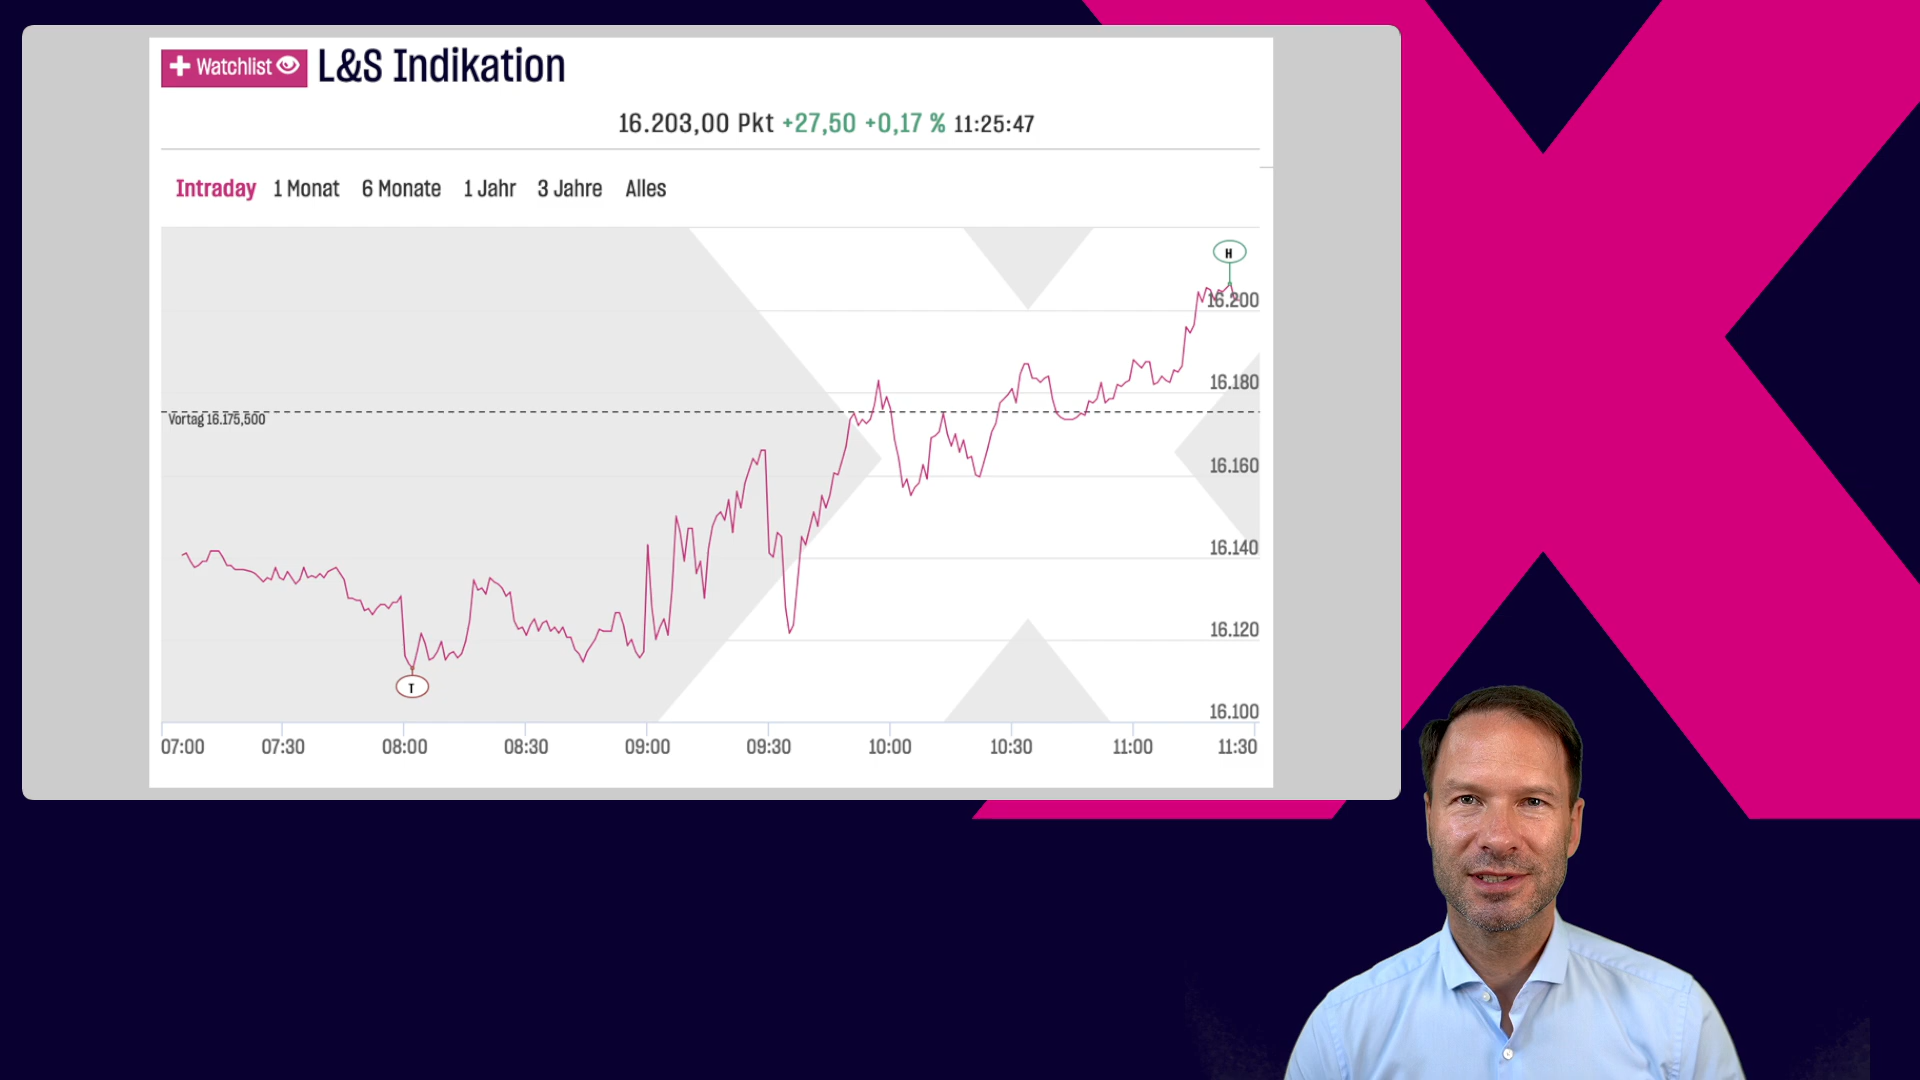 Watchlist L&S Indikation
16.203,00 Pkt +27,50 +0,17 % 11:25:47
Intraday 1 Monat 6 Monate 1 Jahr 3 Jahre Alles
H
16.200
16.180
Vortag 16.175,500
16.160
16.140
16.120
T
16.100
07:00 07:30 08:00 08:30 09:00 09:30 10:00 10:30 11:00 11:30